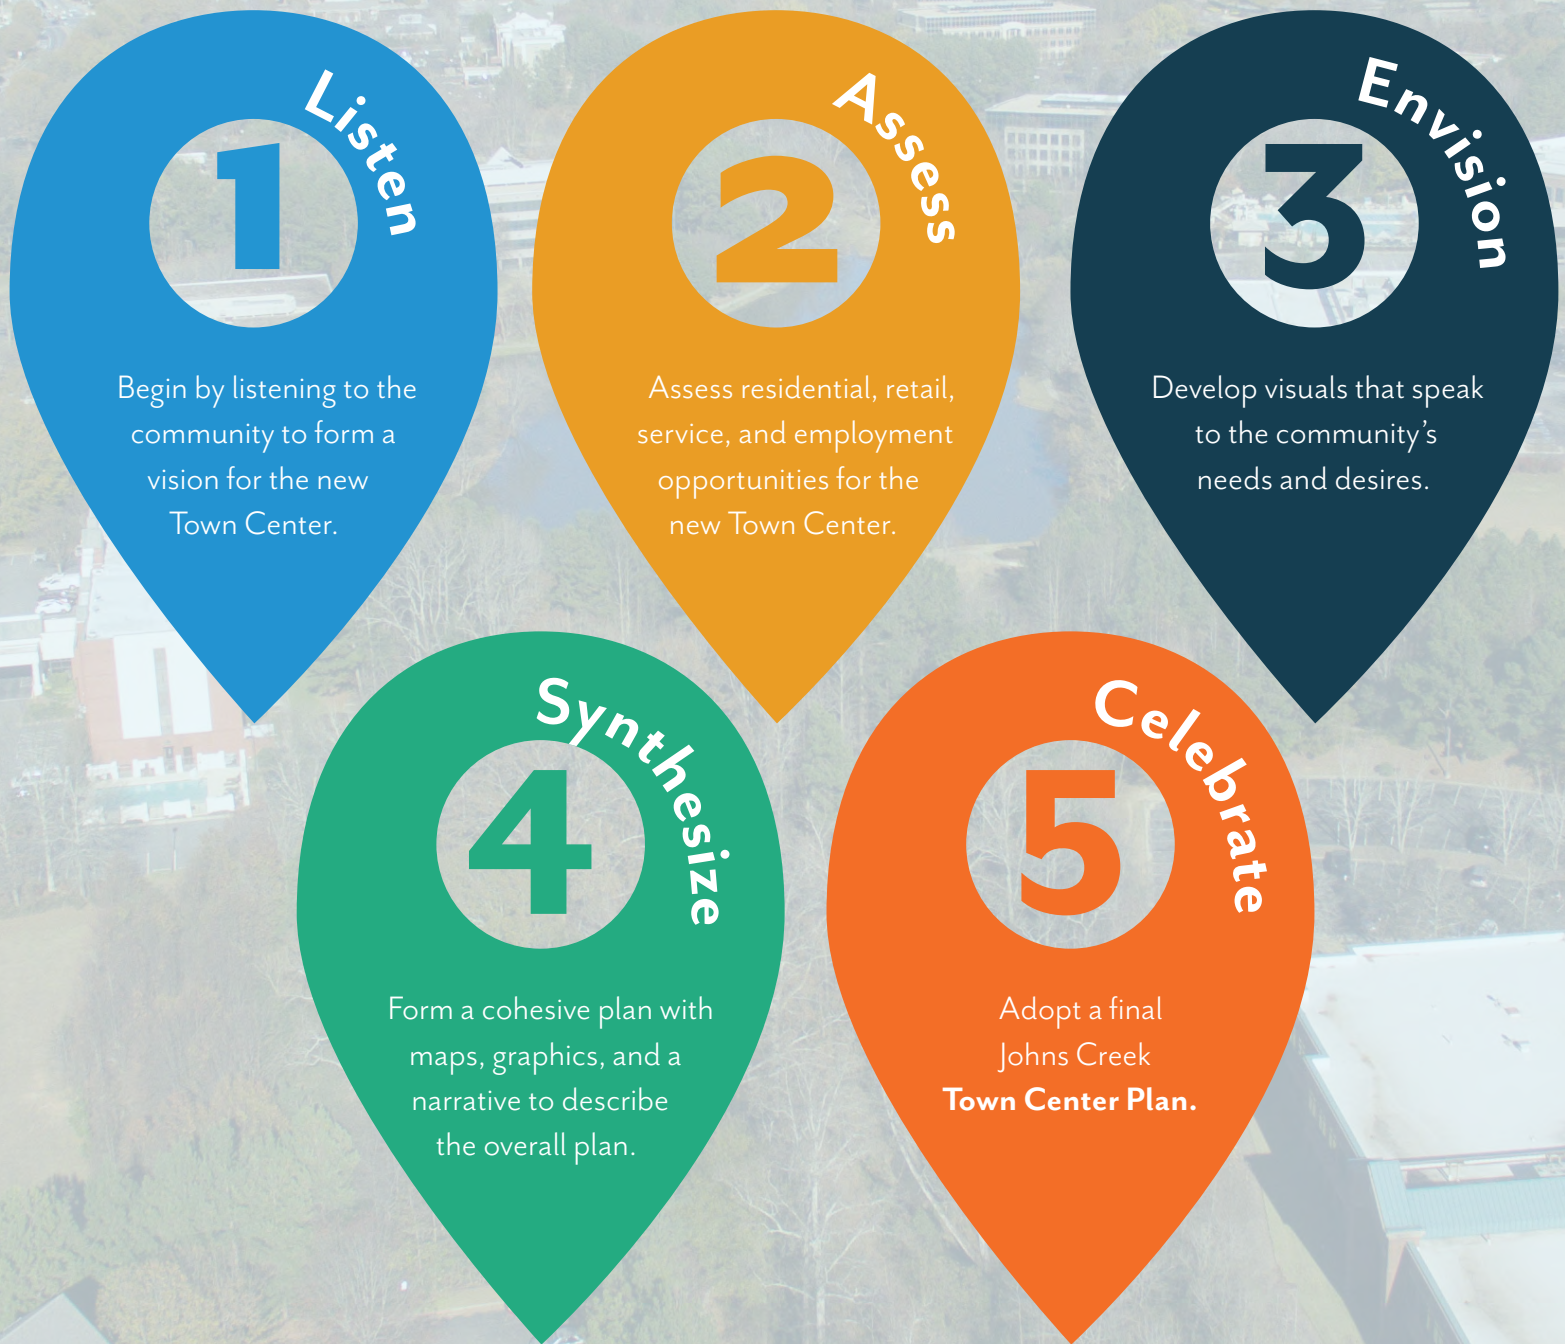 Listen
1
Begin by listening to the
community to form a
vision for the new
Town Center.
Assess
2
Assess residential, retail,
service, and employment
opportunities for the
new Town Center.
Envision
3
Develop visuals that speak
to the community’s
needs and desires.
Synthesize
4
Form a cohesive plan with
maps, graphics, and a
narrative to describe
the overall plan.
Celebrate
5
Adopt a final
Johns Creek
Town Center Plan.